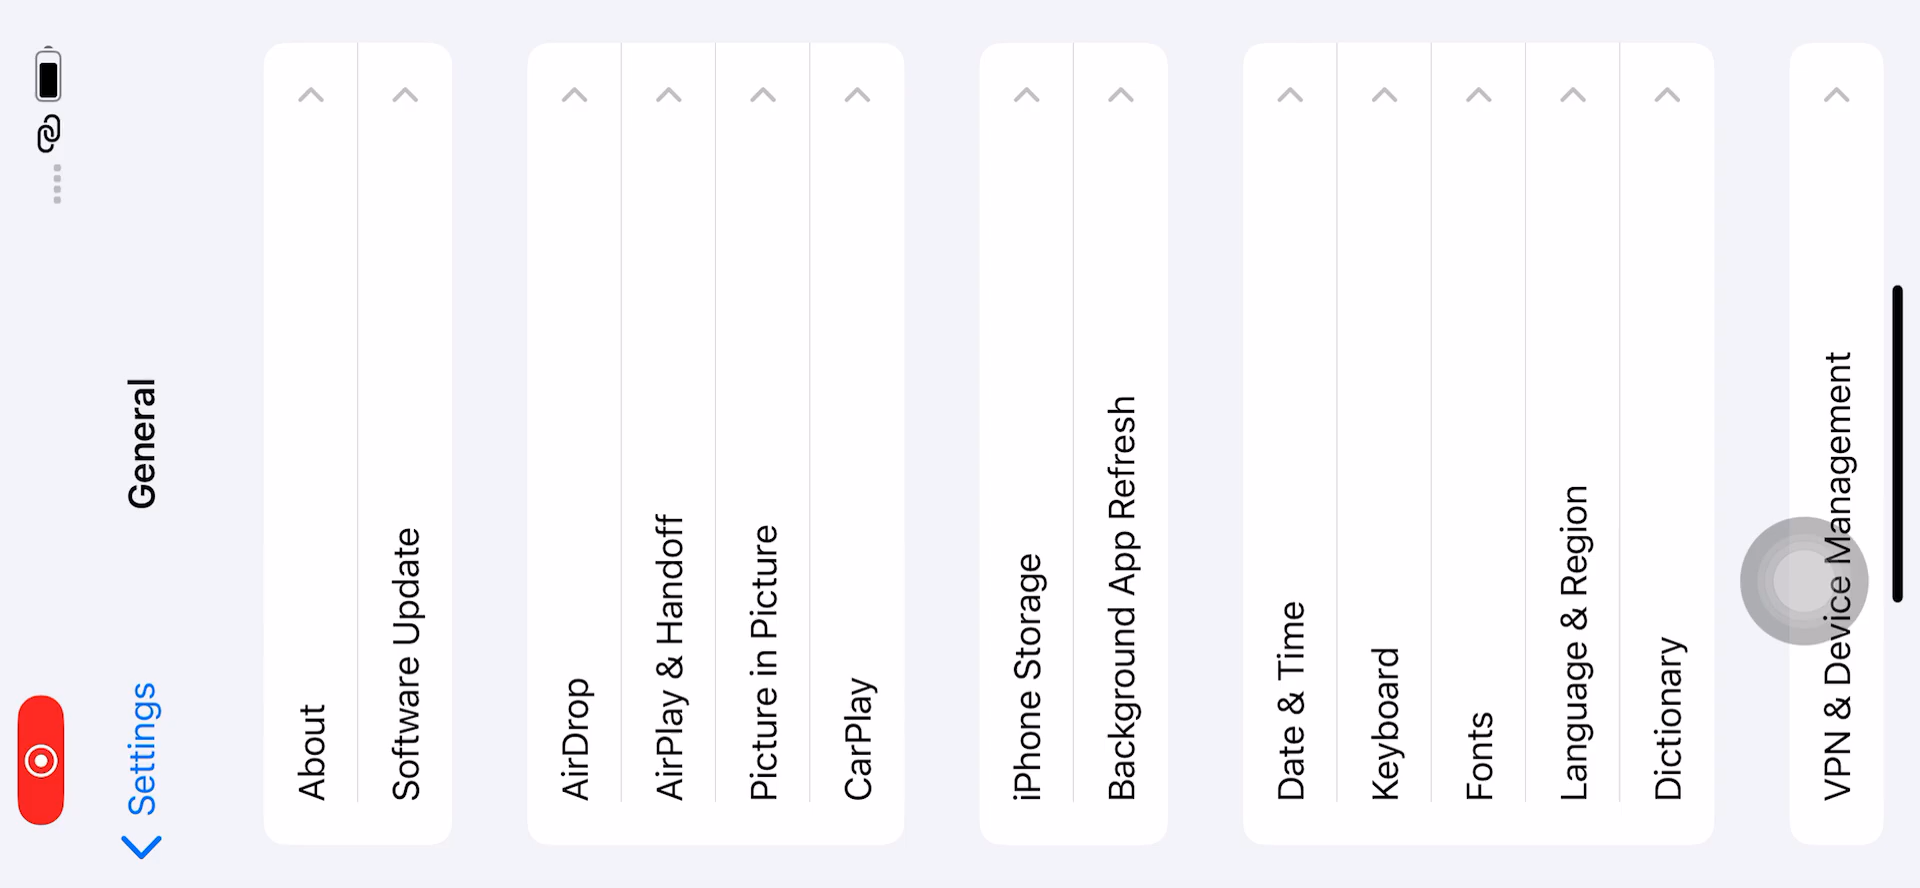 Settings
General
About
Software Update
AirDrop
AirPlay & Handoff
Picture in Picture
CarPlay
iPhone Storage
Background App Refresh
Date & Time
Keyboard
Fonts
Language & Region
Dictionary
VPN & Device Management